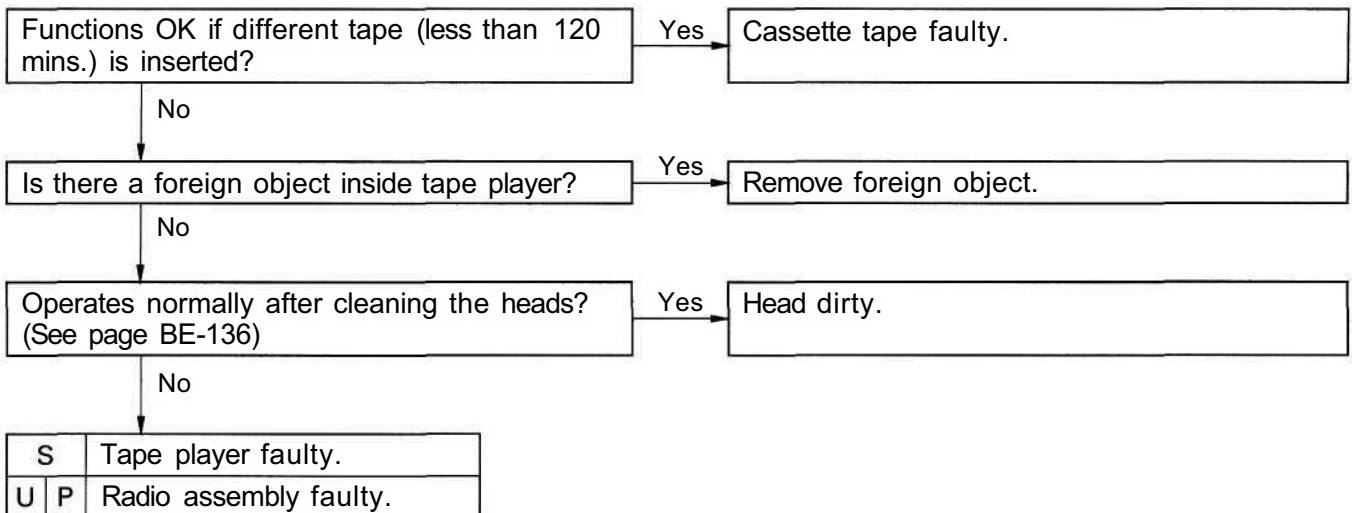 Functions OK if different tape (less than 120
mins.) is inserted?
Yes
Cassette tape faulty.
No
Is there a foreign object inside tape player?
Yes
Remove foreign object.
No
Operates normally after cleaning the heads?
(See page BE-136)
Yes
Head dirty.
No
S Tape player faulty.
U P Radio assembly faulty.